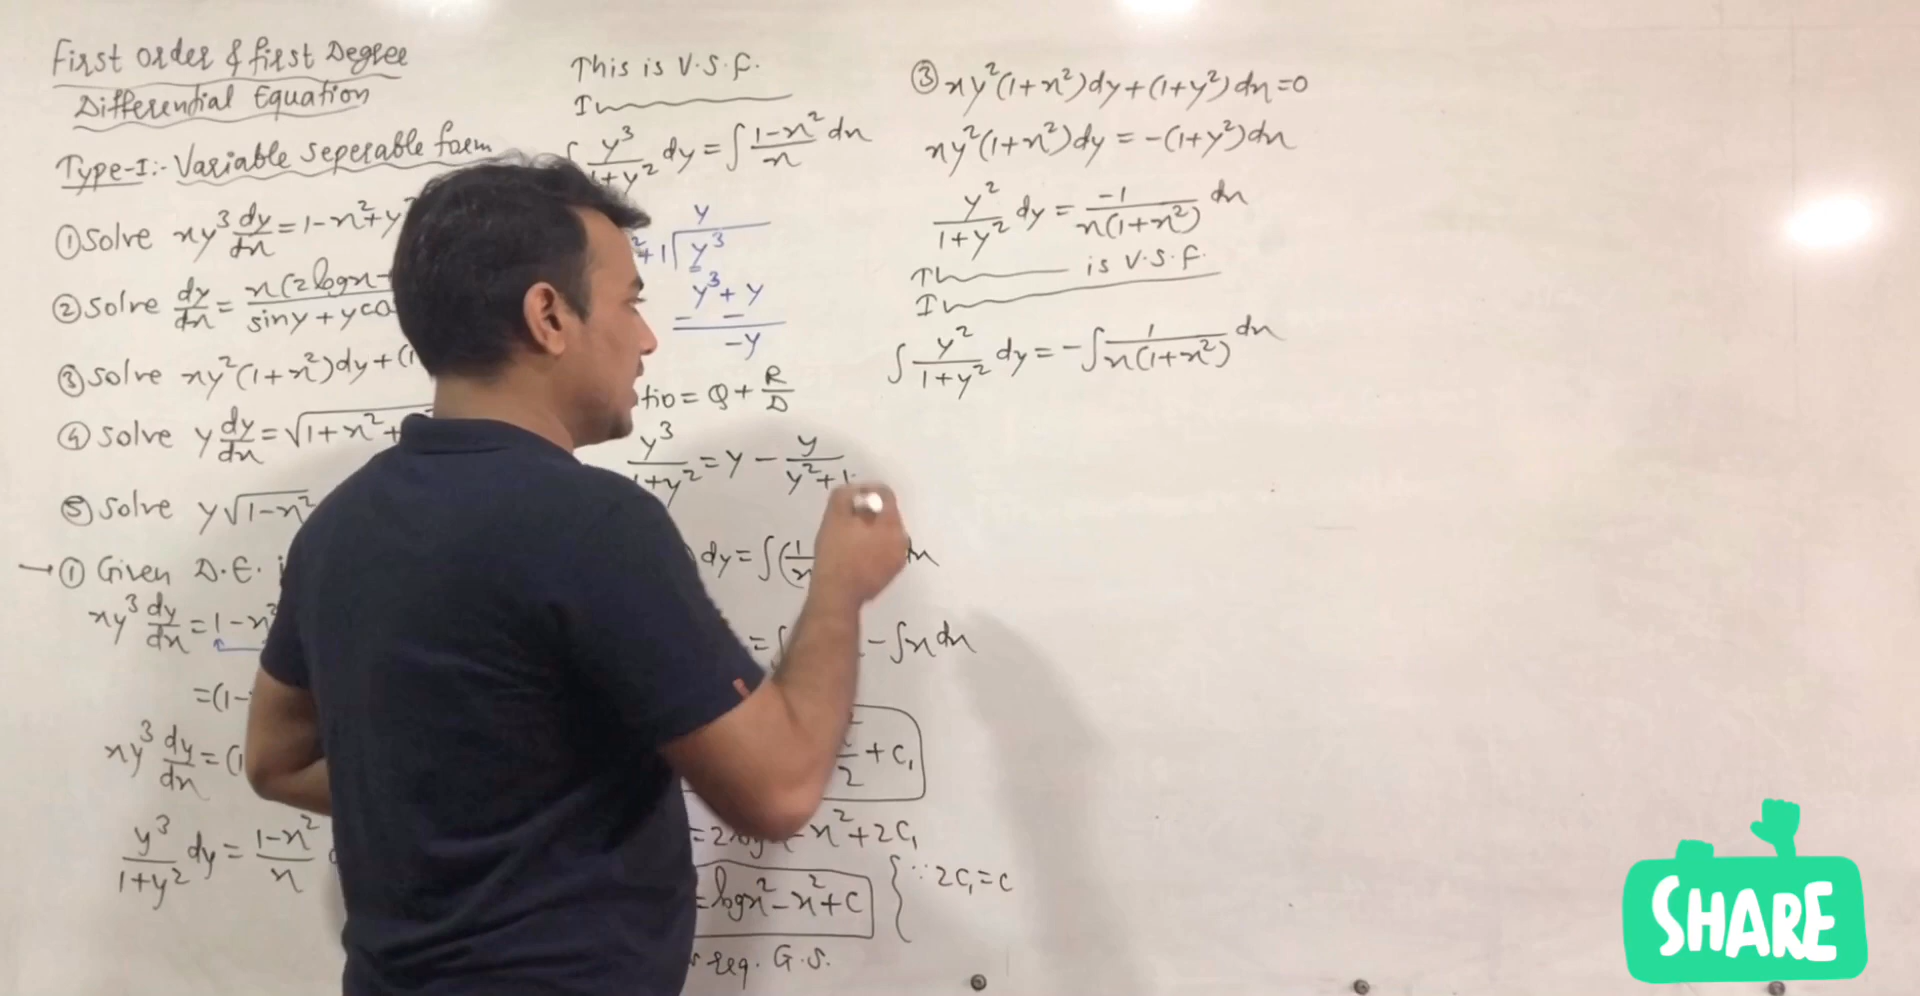 First order & first Degree
Differential Equation
Type-I:- Variable seperable form
① Solve xy³ dy/dx = 1-x²+y²
② Solve dy/dx = x(2logx
siny + yco
③ Solve xy²(1+x²)dy + (1
④ Solve y dy/dx = √1+x²+
⑤ Solve y√1-x²
→ ① Given D.E. i
xy³ dy/dx = 1-x²
= (1-
xy³ dy/dx = (1
y³/1+y² dy = 1-x²/x
This is V.S.F.
In
∫ y³/1+y² dy = ∫ 1-x²/x dx
y
²+1 y³
y³ + y
- -
-y
tio = Q + R/D
y³/1+y² = y - y/y²+1
dy = ∫(1/x dx
= ∫ - ∫x dx
/2 + C₁
= 2log - x² + 2C₁
= logx² - x² + C { ∵ 2C₁ = C
req. G.S.
③ xy²(1+x²)dy + (1+y²)dx = 0
xy²(1+x²)dy = -(1+y²)dx
y²/1+y² dy = -1/x(1+x²) dx
Th is V.S.F.
In
∫ y²/1+y² dy = -∫ 1/x(1+x²) dx
SHARE